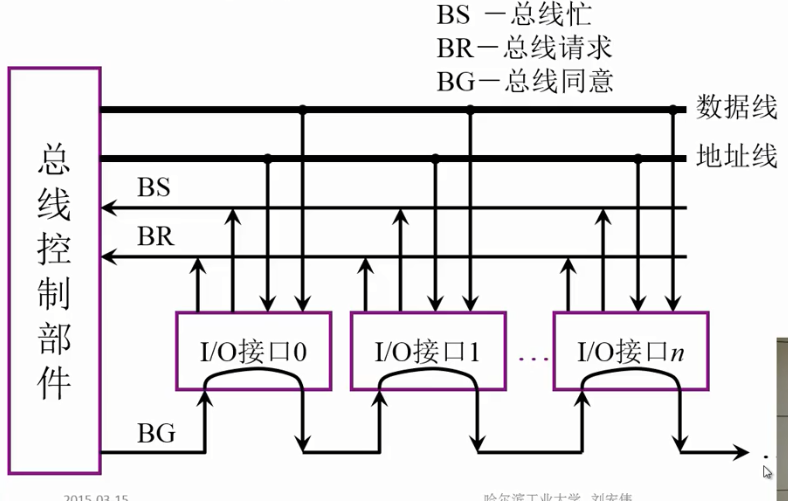 BS －总线忙
BR－总线请求
BG－总线同意
数据线
地址线
总线控制部件
BS
BR
I/O接口0
I/O接口1
…
I/O接口n
BG
2015-03-15
哈尔滨工业大学 刘宏伟